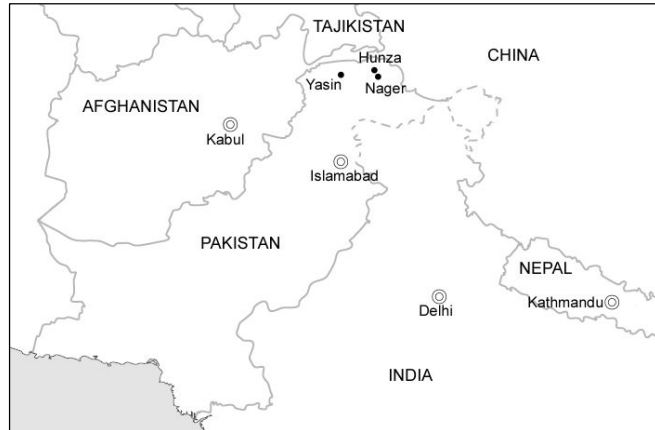 TAJIKISTAN
Hunza
CHINA
Yasin
Nager
AFGHANISTAN
Kabul
Islamabad
PAKISTAN
NEPAL
Delhi
Kathmandu
INDIA